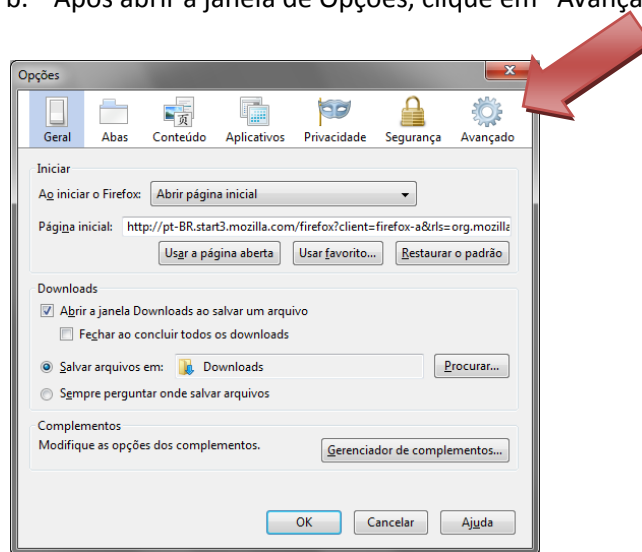 b. Após abrir a janela de Opções, clique em "Avança
Opções
Geral Abas Conteúdo Aplicativos Privacidade Segurança Avançado
Iniciar
Ao iniciar o Firefox: Abrir página inicial
Página inicial: http://pt-BR.start3.mozilla.com/firefox?client=firefox-a&rls=org.mozilla
Usar a página aberta Usar favorito... Restaurar o padrão
Downloads
Abrir a janela Downloads ao salvar um arquivo
Fechar ao concluir todos os downloads
Salvar arquivos em: Downloads Procurar...
Sempre perguntar onde salvar arquivos
Complementos
Modifique as opções dos complementos. Gerenciador de complementos...
OK Cancelar Ajuda